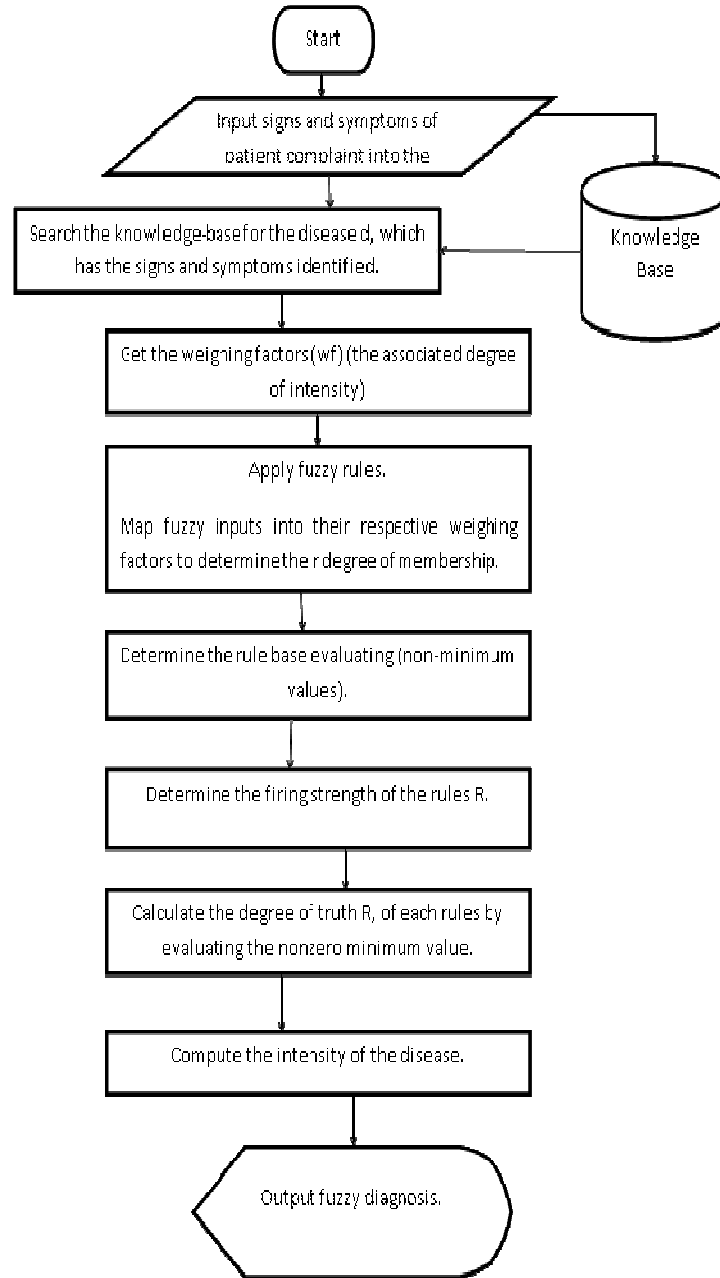 Start
Input signs and symptoms of
patient complaint into the
Knowledge
Base
Search the knowledge-base for the disease d, which
has the signs and symptoms identified.
Get the weighing factors (wf) (the associated degree
of intensity)
Apply fuzzy rules.
Map fuzzy inputs into their respective weighing
factors to determine the r degree of membership.
Determine the rule base evaluating (non-minimum
values).
Determine the firing strength of the rules R.
Calculate the degree of truth R, of each rules by
evaluating the nonzero minimum value.
Compute the intensity of the disease.
Output fuzzy diagnosis.